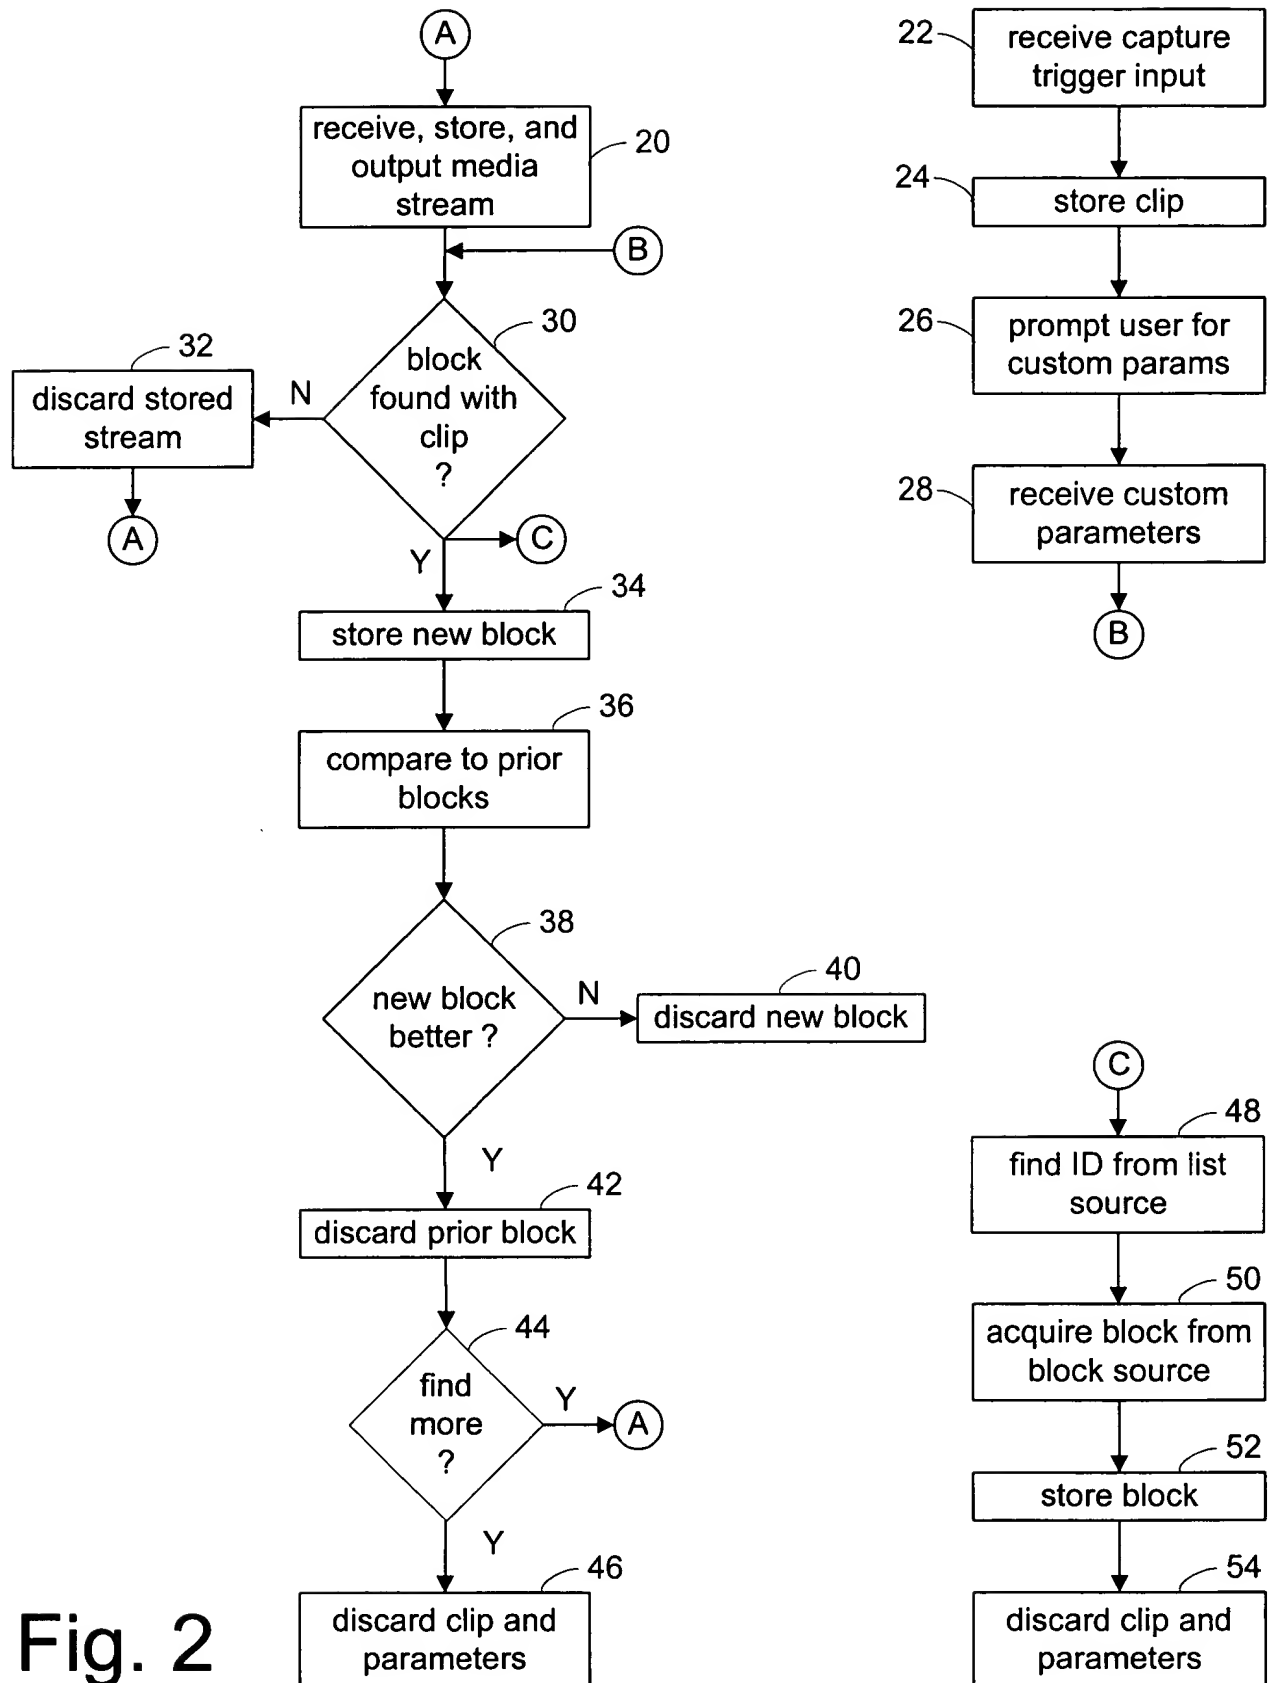 A
receive, store, and
output media
stream
20
B
30
block
found with
clip
?
N
32
discard stored
stream
A
C
Y
34
store new block
36
compare to prior
blocks
38
new block
better ?
N
40
discard new block
Y
42
discard prior block
44
find
more
?
Y
A
Y
46
discard clip and
parameters
22
receive capture
trigger input
24
store clip
26
prompt user for
custom params
28
receive custom
parameters
B
C
48
find ID from list
source
50
acquire block from
block source
52
store block
54
discard clip and
parameters
Fig. 2